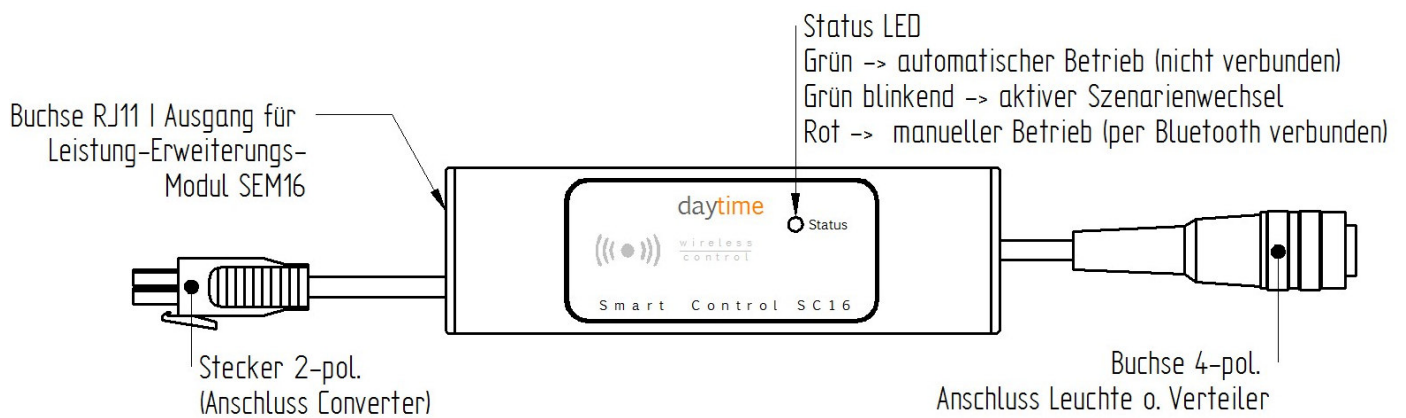 Status LED
Grün -> automatischer Betrieb (nicht verbunden)
Grün blinkend -> aktiver Szenarienwechsel
Rot -> manueller Betrieb (per Bluetooth verbunden)
Buchse RJ11 | Ausgang für
Leistung-Erweiterungs-
Modul SEM16
daytime
Status
wireless
control
Smart Control SC16
Stecker 2-pol.
(Anschluss Converter)
Buchse 4-pol.
Anschluss Leuchte o. Verteiler